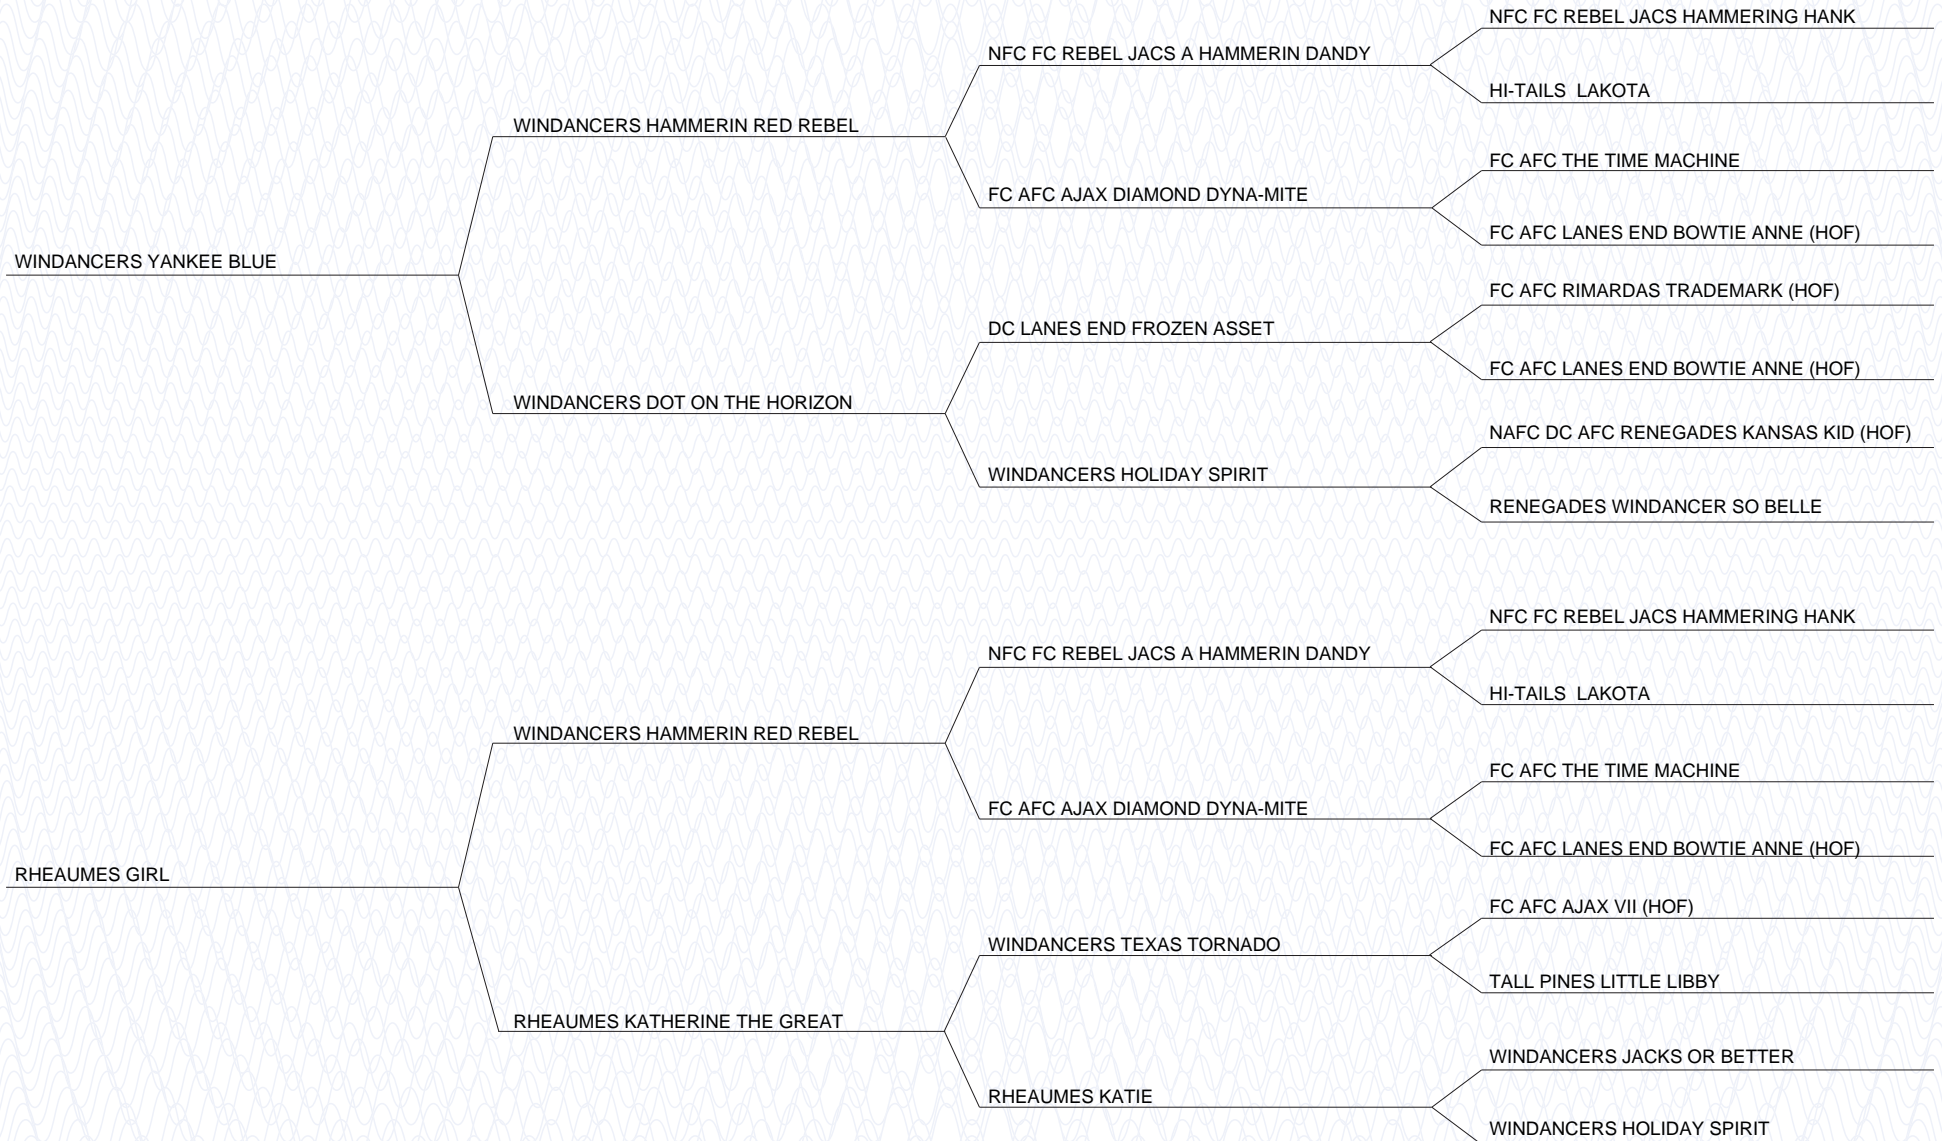 NFC FC REBEL JACS HAMMERING HANK
NFC FC REBEL JACS A HAMMERIN DANDY
HI-TAILS  LAKOTA
WINDANCERS HAMMERIN RED REBEL
FC AFC THE TIME MACHINE
FC AFC AJAX DIAMOND DYNA-MITE
FC AFC LANES END BOWTIE ANNE (HOF)
WINDANCERS YANKEE BLUE
FC AFC RIMARDAS TRADEMARK (HOF)
DC LANES END FROZEN ASSET
FC AFC LANES END BOWTIE ANNE (HOF)
WINDANCERS DOT ON THE HORIZON
NAFC DC AFC RENEGADES KANSAS KID (HOF)
WINDANCERS HOLIDAY SPIRIT
RENEGADES WINDANCER SO BELLE
NFC FC REBEL JACS HAMMERING HANK
NFC FC REBEL JACS A HAMMERIN DANDY
HI-TAILS  LAKOTA
WINDANCERS HAMMERIN RED REBEL
FC AFC THE TIME MACHINE
FC AFC AJAX DIAMOND DYNA-MITE
FC AFC LANES END BOWTIE ANNE (HOF)
RHEAUMES GIRL
FC AFC AJAX VII (HOF)
WINDANCERS TEXAS TORNADO
TALL PINES LITTLE LIBBY
RHEAUMES KATHERINE THE GREAT
WINDANCERS JACKS OR BETTER
RHEAUMES KATIE
WINDANCERS HOLIDAY SPIRIT